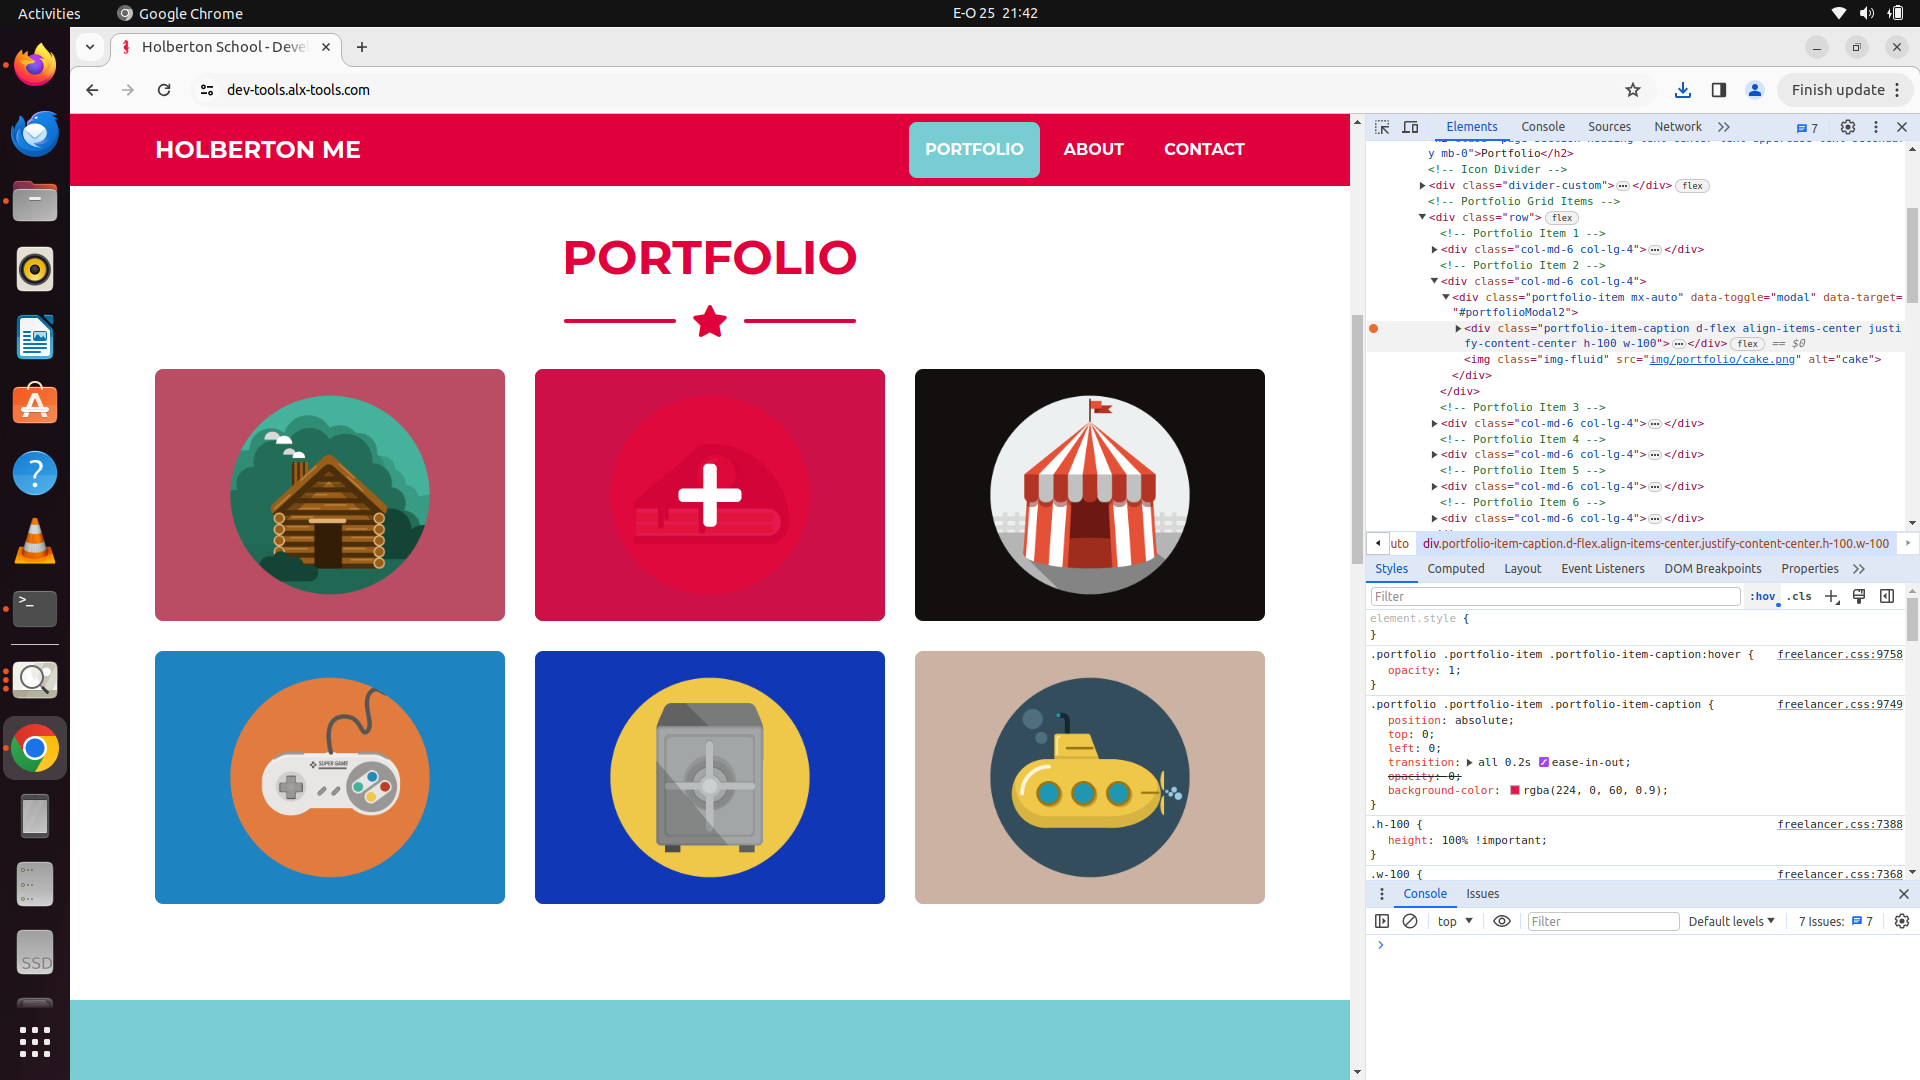 Activities
Google Chrome
E-O 25 21:42
Holberton School - Deve
dev-tools.alx-tools.com
Finish update
HOLBERTON ME
PORTFOLIO
ABOUT
CONTACT
PORTFOLIO
SUPER GAME
SSD
Elements
Console
Sources
Network
7
y mb-0">Portfolio</h2>
<!-- Icon Divider -->
<div class="divider-custom">…</div> flex
<!-- Portfolio Grid Items -->
<div class="row"> flex
<!-- Portfolio Item 1 -->
<div class="col-md-6 col-lg-4">…</div>
<!-- Portfolio Item 2 -->
<div class="col-md-6 col-lg-4">
<div class="portfolio-item mx-auto" data-toggle="modal" data-target=
"#portfolioModal2">
<div class="portfolio-item-caption d-flex align-items-center justi
fy-content-center h-100 w-100">…</div> flex == $0
<img class="img-fluid" src="img/portfolio/cake.png" alt="cake">
</div>
</div>
<!-- Portfolio Item 3 -->
<div class="col-md-6 col-lg-4">…</div>
<!-- Portfolio Item 4 -->
<div class="col-md-6 col-lg-4">…</div>
<!-- Portfolio Item 5 -->
<div class="col-md-6 col-lg-4">…</div>
<!-- Portfolio Item 6 -->
<div class="col-md-6 col-lg-4">…</div>
uto div.portfolio-item-caption.d-flex.align-items-center.justify-content-center.h-100.w-100
Styles
Computed
Layout
Event Listeners
DOM Breakpoints
Properties
Filter
:hov
.cls
element.style {
}
.portfolio .portfolio-item .portfolio-item-caption:hover { freelancer.css:9758
opacity: 1;
}
.portfolio .portfolio-item .portfolio-item-caption { freelancer.css:9749
position: absolute;
top: 0;
left: 0;
transition: all 0.2s ease-in-out;
opacity: 0;
background-color: rgba(224, 0, 60, 0.9);
}
.h-100 { freelancer.css:7388
height: 100% !important;
}
.w-100 { freelancer.css:7368
Console
Issues
top
Filter
Default levels
7 Issues: 7